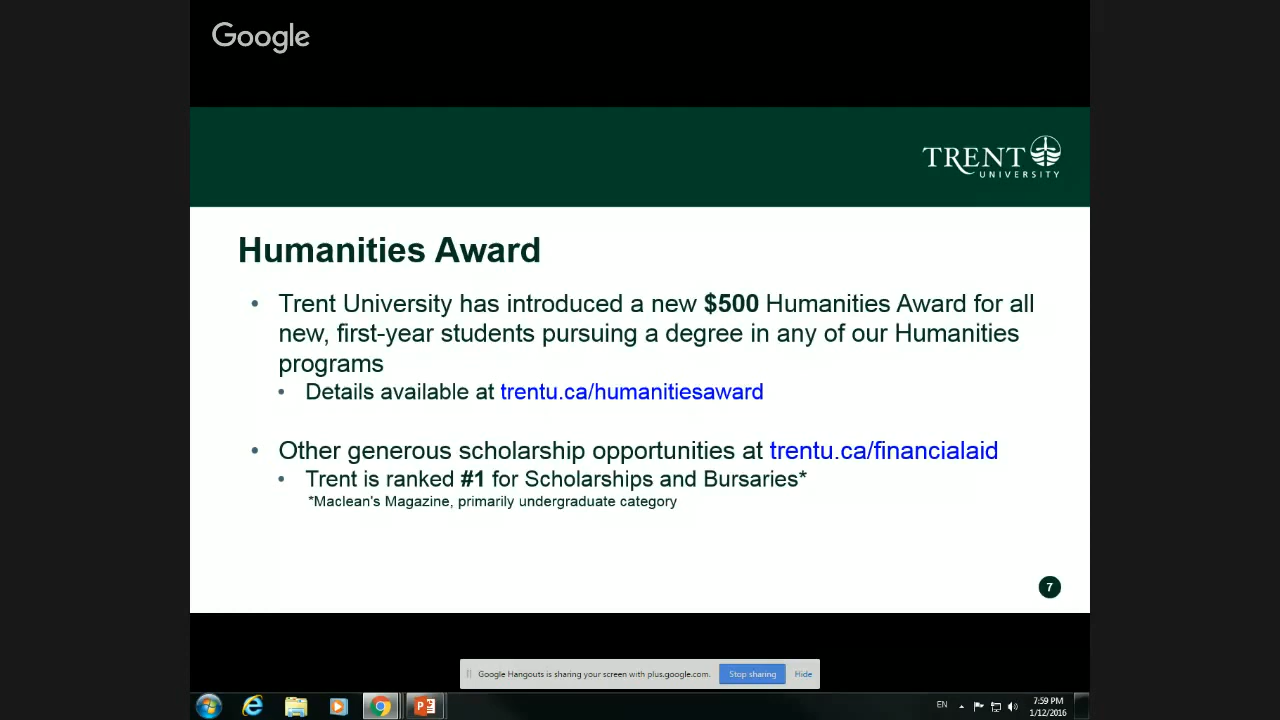 Google
TRENT
UNIVERSITY
Humanities Award
• Trent University has introduced a new $500 Humanities Award for all
new, first-year students pursuing a degree in any of our Humanities
programs
• Details available at trentu.ca/humanitiesaward
• Other generous scholarship opportunities at trentu.ca/financialaid
• Trent is ranked #1 for Scholarships and Bursaries*
*Maclean's Magazine, primarily undergraduate category
7
Google Hangouts is sharing your screen with plus.google.com. Stop sharing Hide
EN 7:59 PM
1/12/2016